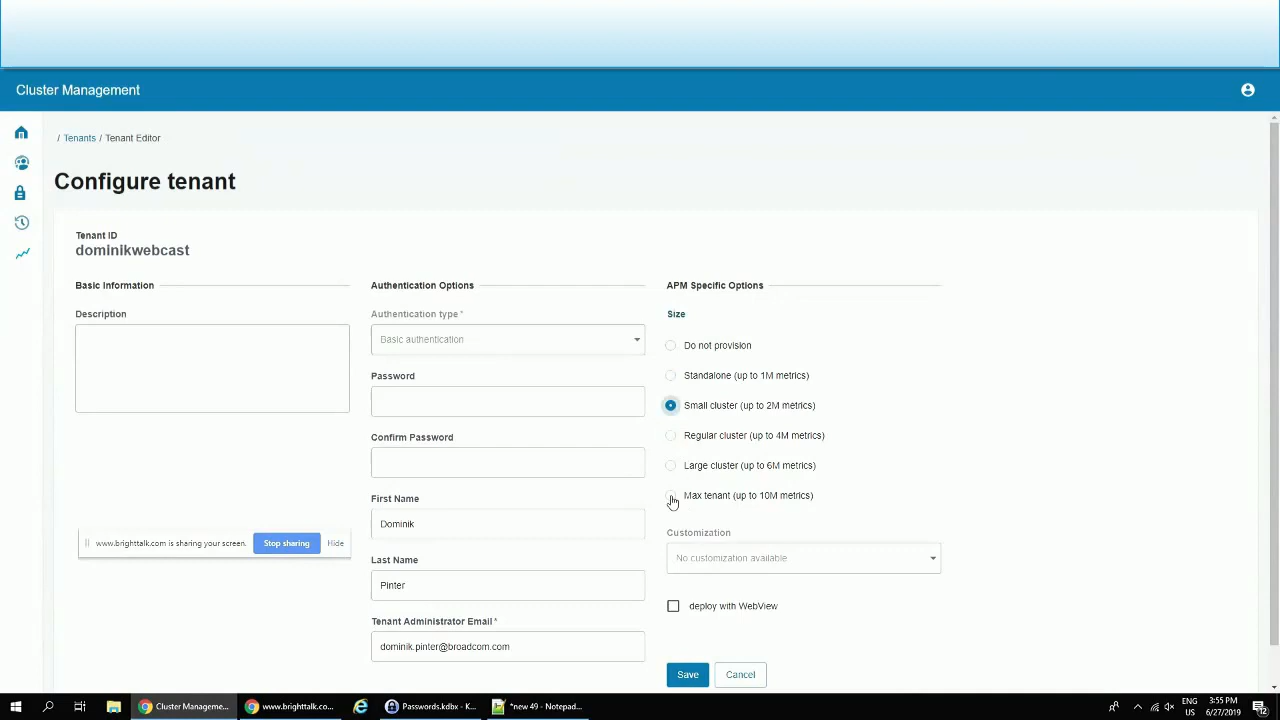 Cluster Management
/ Tenants / Tenant Editor
Configure tenant
Tenant ID
dominikwebcast
Basic Information
Description
Authentication Options
Authentication type *
Basic authentication
Password
Confirm Password
First Name
Dominik
Last Name
Pinter
Tenant Administrator Email *
dominik.pinter@broadcom.com
APM Specific Options
Size
Do not provision
Standalone (up to 1M metrics)
Small cluster (up to 2M metrics)
Regular cluster (up to 4M metrics)
Large cluster (up to 6M metrics)
Max tenant (up to 10M metrics)
Customization
No customization available
deploy with WebView
Save Cancel
www.brighttalk.com is sharing your screen. Stop sharing Hide
Cluster Manageme... www.brighttalk.com... Passwords.kdbx - K... *new 49 - Notepad... ENG 3:55 PM
US 6/27/2019 12